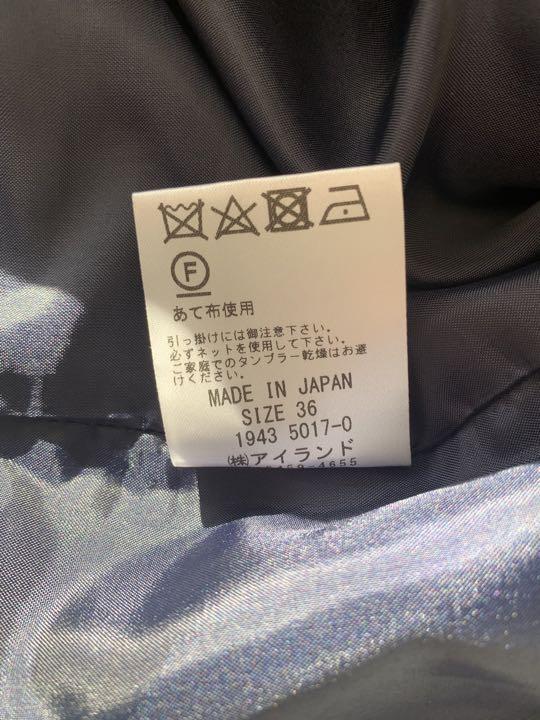 F
あて布使用
引っ掛けには御注意下さい。
必ずネットを使用して下さい。
ご家庭でのタンブラー乾燥はお避
けください。
MADE IN JAPAN
SIZE 36
1943 5017-0
㈱アイランド
4655